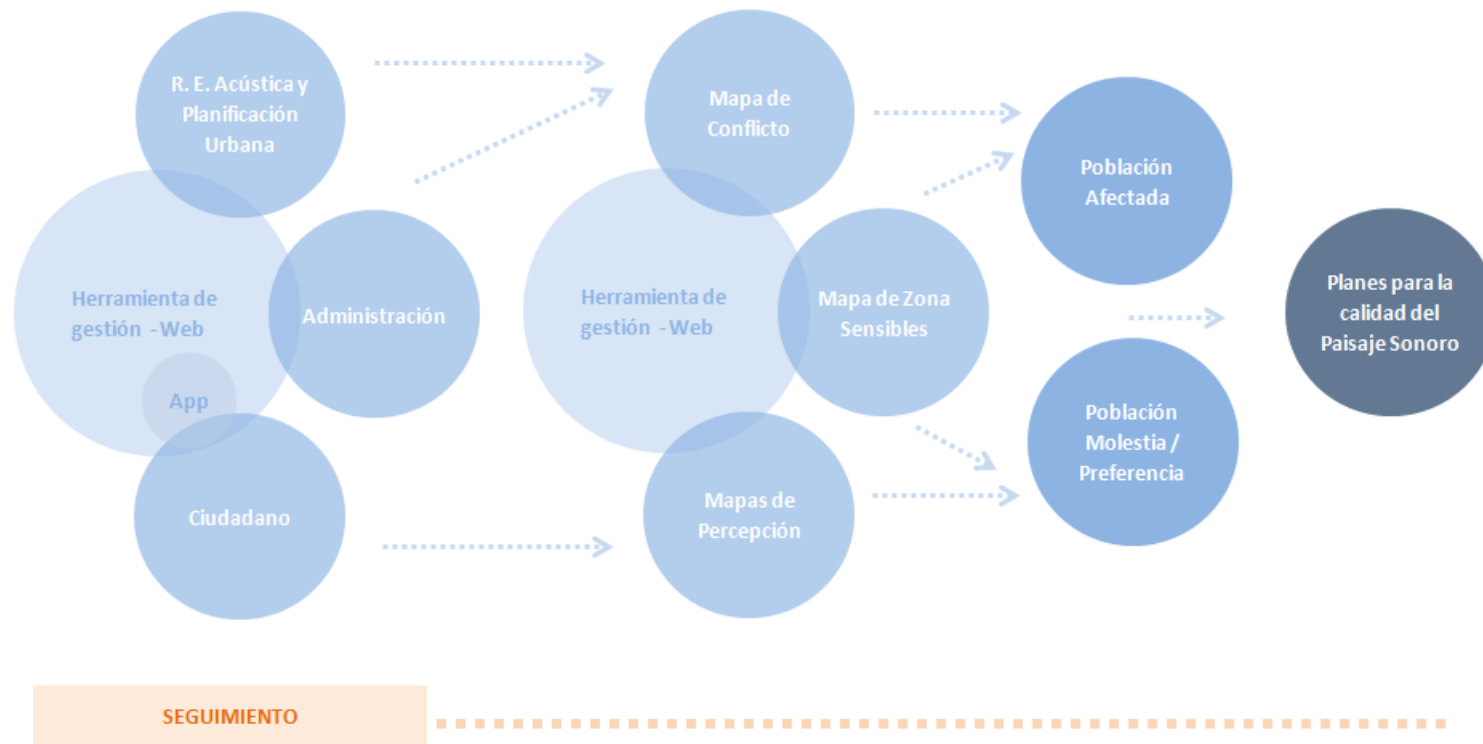 R. E. Acústica y
Planificación
Urbana
Herramienta de
gestión - Web
Administración
App
Ciudadano
Mapa de
Conflicto
Herramienta de
gestión - Web
Mapa de Zona
Sensibles
Mapas de
Percepción
Población
Afectada
Población
Molestia /
Preferencia
Planes para la
calidad del
Paisaje Sonoro
SEGUIMIENTO